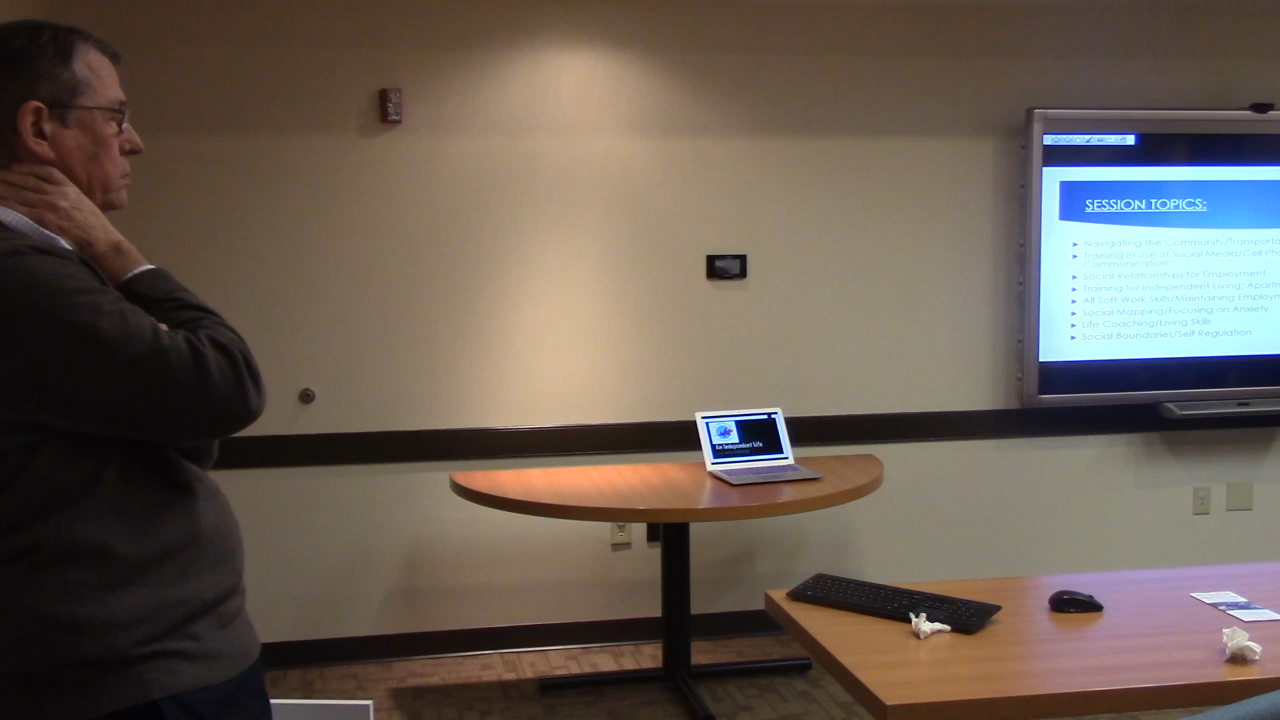 SESSION TOPICS:
Navigating the Community/Transporta
Training in use of Social Media/Cell Pho
Communication
Social Relationships for Employment
Training for Independent Living; Apartm
All Soft Work Skills/Maintaining Employm
Social Mapping/Focusing on Anxiety
Life Coaching/Living Skills
Social Boundaries/Self Regulation
An Independent Life